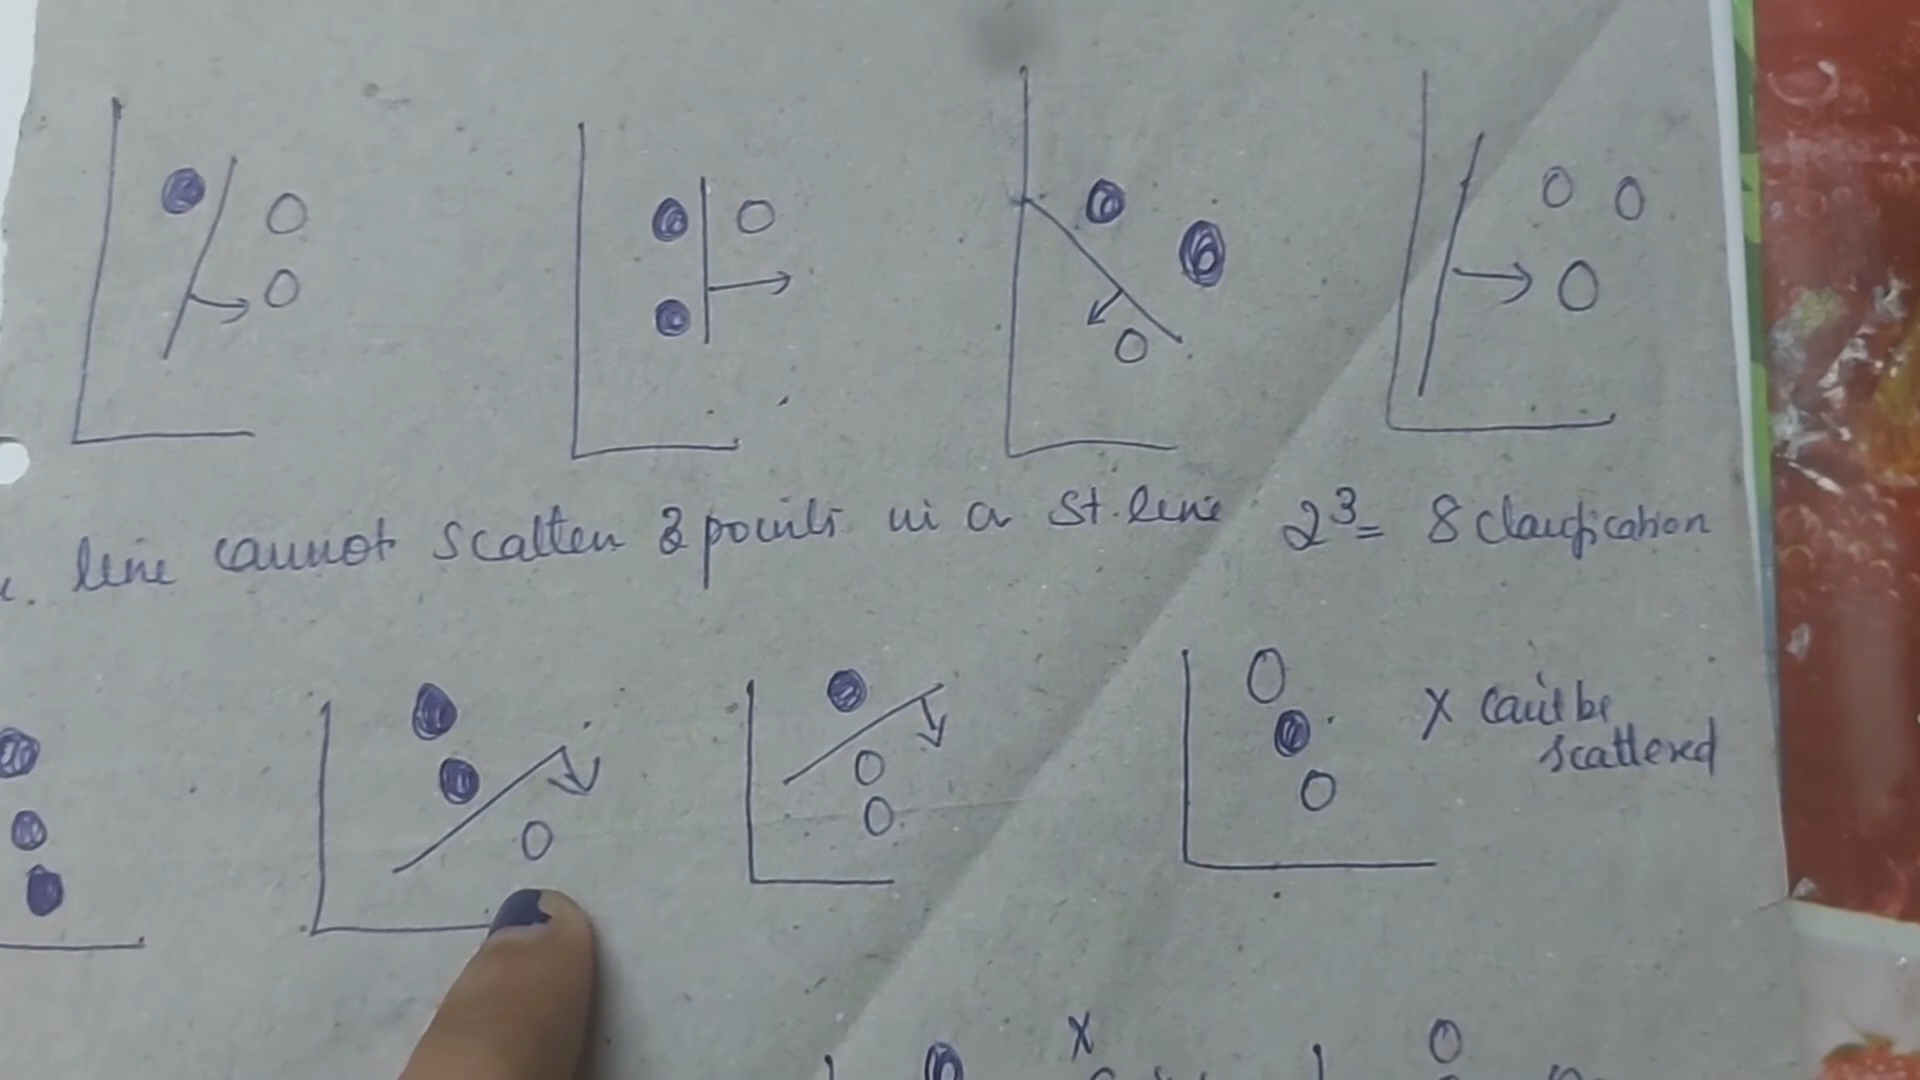 line cannot scatter 3 points in a st. line 2³ = 8 classification
X can't be
scattered
X